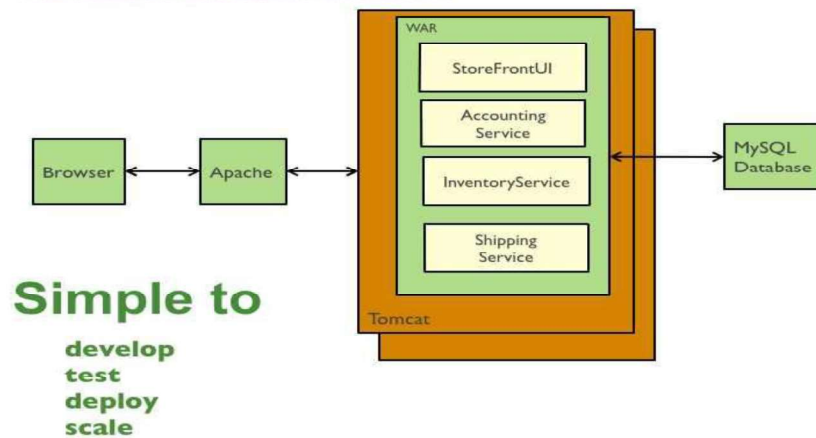 WAR
StoreFrontUI
Accounting
Service
InventoryService
Shipping
Service
Tomcat
Browser
Apache
MySQL
Database
Simple to
develop
test
deploy
scale